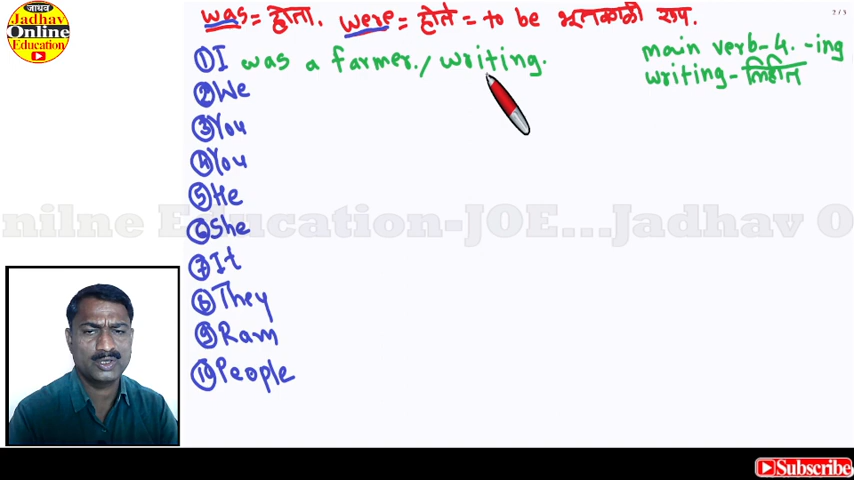 जाधव
Jadhav
Online
Education
was = होता. were = होते = to be भूतकाळी रूप.
2/3
① I was a farmer. / writing.
main verb - 4. -ing
writing - लिहीत
② We
③ You
④ You
⑤ He
nilne Education-JOE...Jadhav O
⑥ She
⑦ It
⑧ They
⑨ Ram
⑩ People
Subscribe